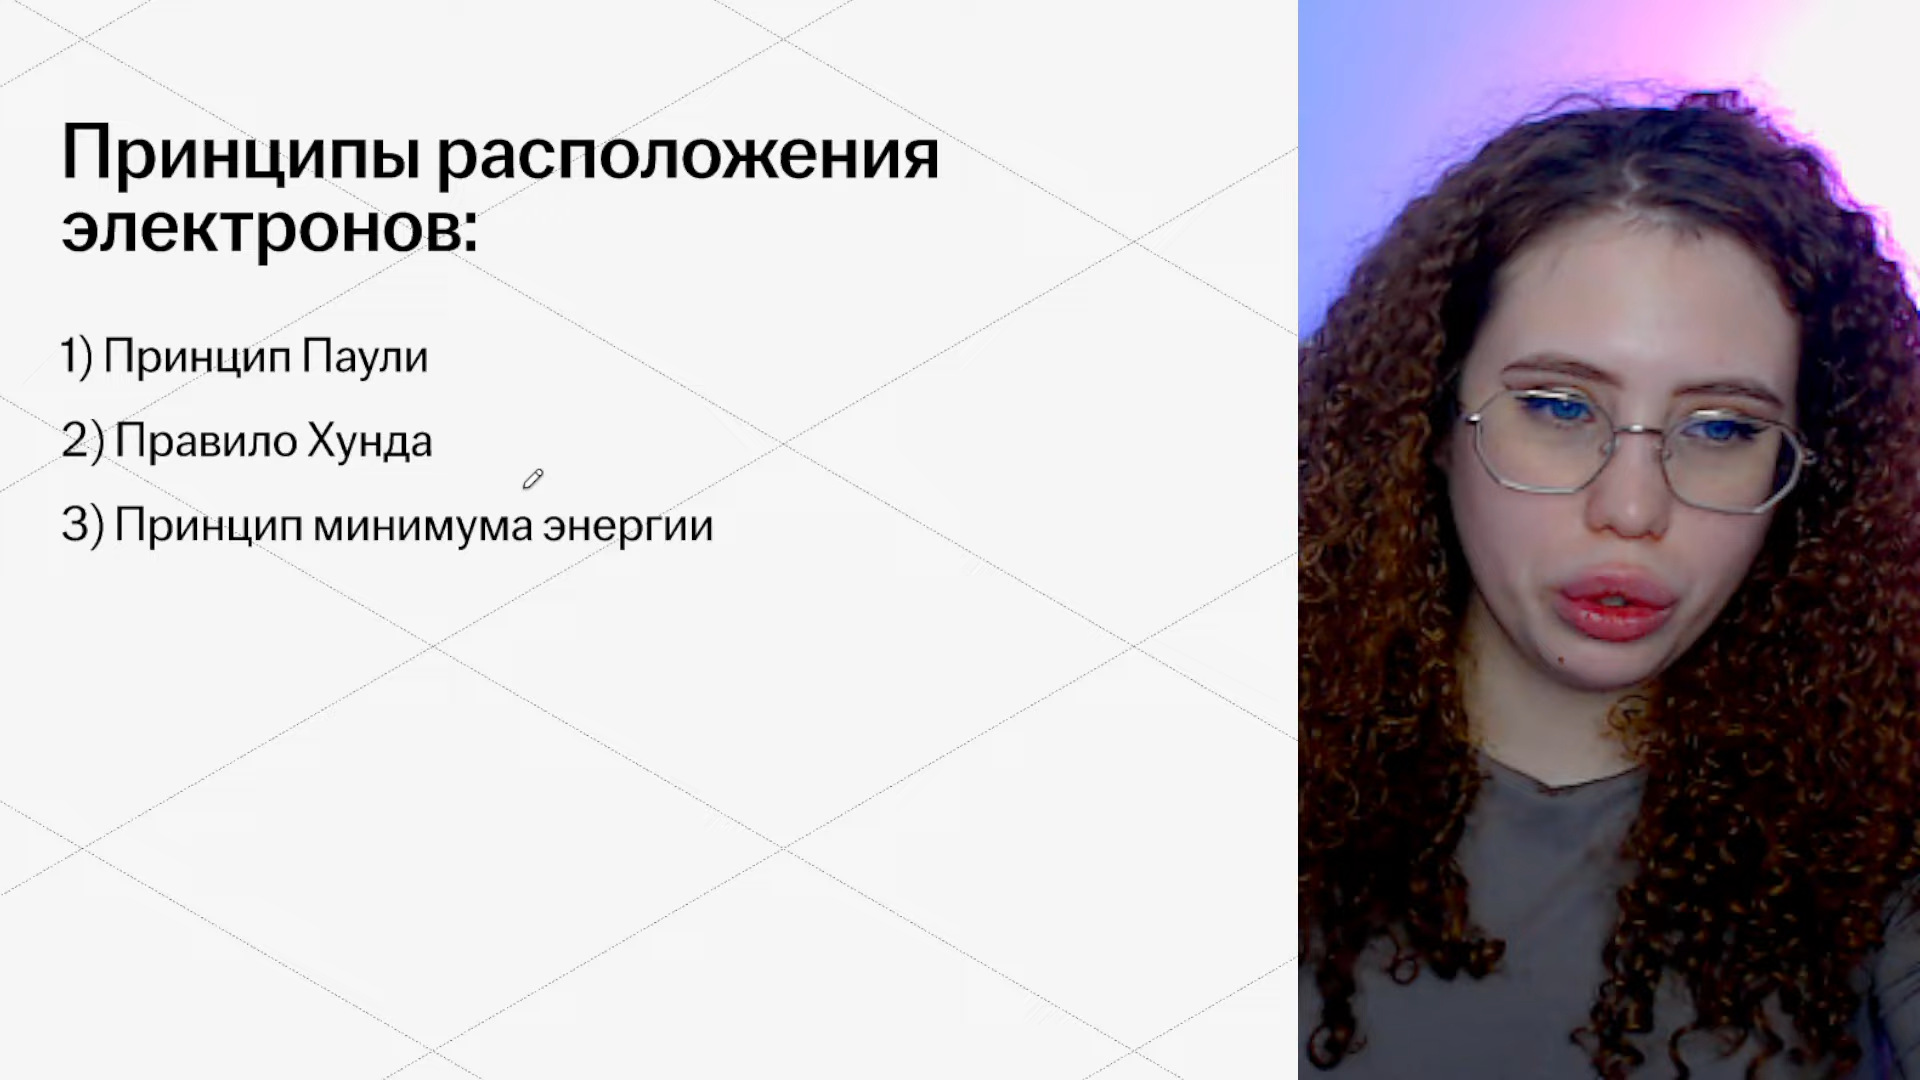 Принципы расположения
электронов:
1) Принцип Паули
2) Правило Хунда
3) Принцип минимума энергии